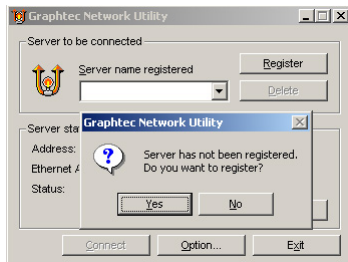 Graphtec Network Utility
Server to be connected
Server name registered
Register
Delete
Server sta
Graphtec Network Utility
Address:
Ethernet A
Status:
Server has not been registered.
Do you want to register?
Yes
No
Connect
Option...
Exit